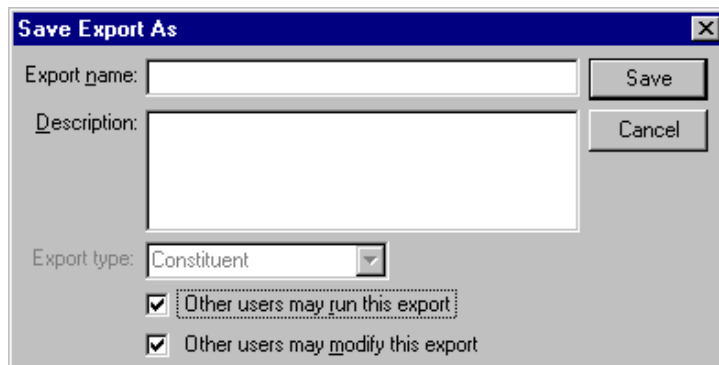 Save Export As
Export name:
Save
Description:
Cancel
Export type: Constituent
Other users may run this export
Other users may modify this export